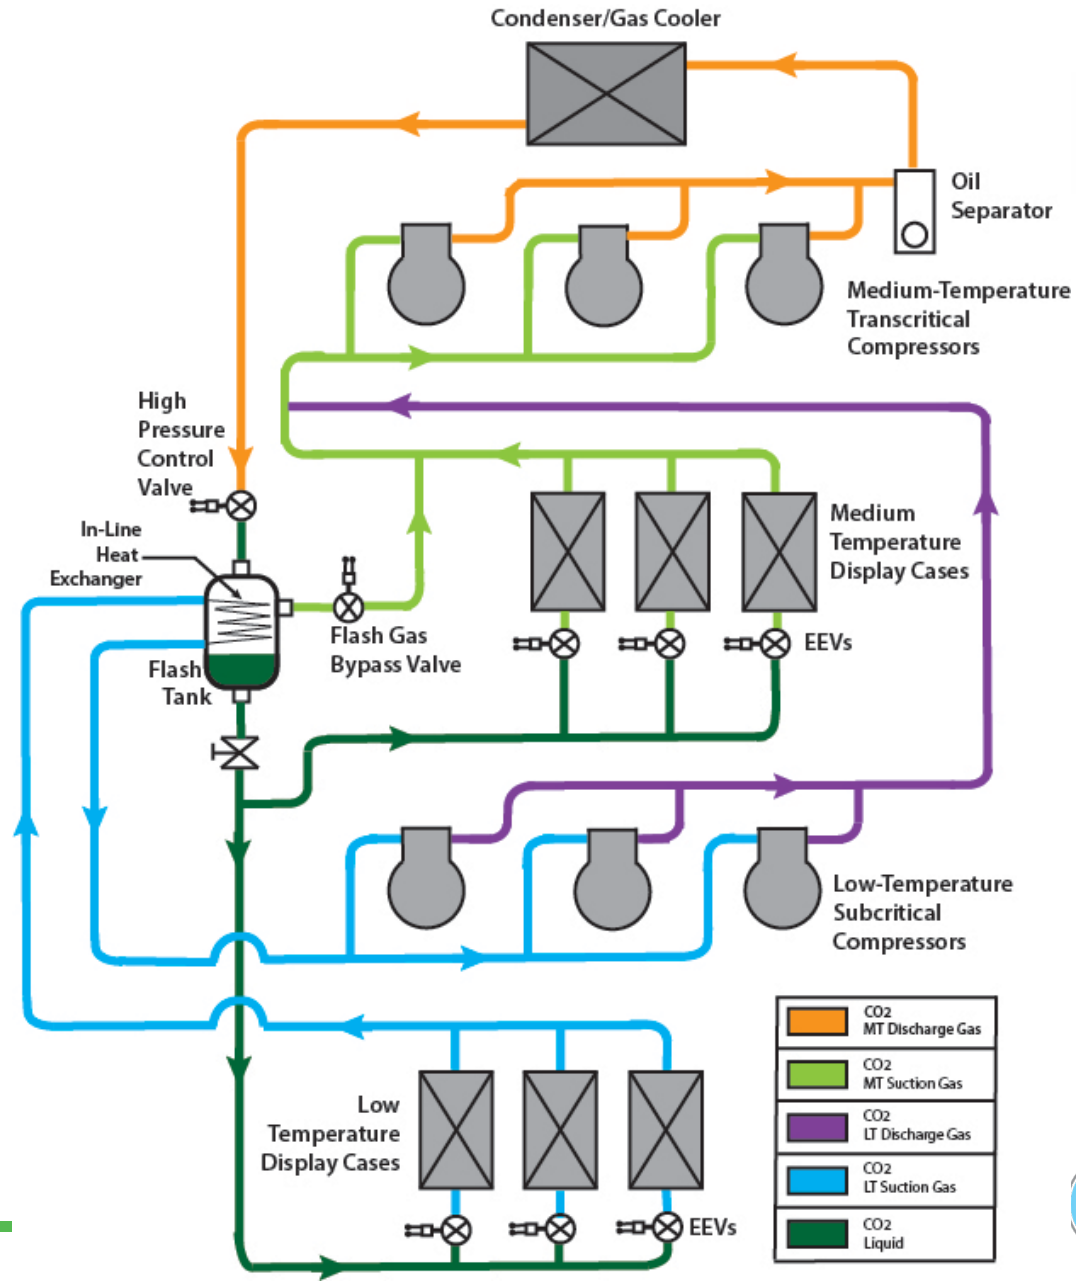 Condenser/Gas Cooler
Oil
Separator
Medium-Temperature
Transcritical
Compressors
High
Pressure
Control
Valve
In-Line
Heat
Exchanger
Flash Gas
Bypass Valve
Flash
Tank
Medium
Temperature
Display Cases
EEVs
Low-Temperature
Subcritical
Compressors
Low
Temperature
Display Cases
EEVs
CO2
MT Discharge Gas
CO2
MT Suction Gas
CO2
LT Discharge Gas
CO2
LT Suction Gas
CO2
Liquid